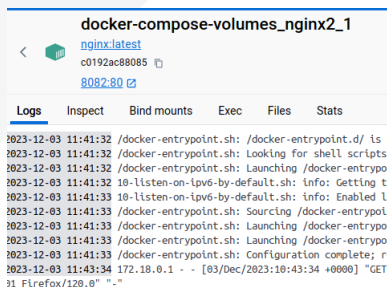 docker-compose-volumes_nginx2_1
nginx:latest
c0192ac88085
8082:80
Logs Inspect Bind mounts Exec Files Stats
2023-12-03 11:41:32 /docker-entrypoint.sh: /docker-entrypoint.d/ is
2023-12-03 11:41:32 /docker-entrypoint.sh: Looking for shell scripts
2023-12-03 11:41:32 /docker-entrypoint.sh: Launching /docker-entrypo
2023-12-03 11:41:32 10-listen-on-ipv6-by-default.sh: info: Getting t
2023-12-03 11:41:33 10-listen-on-ipv6-by-default.sh: info: Enabled l
2023-12-03 11:41:33 /docker-entrypoint.sh: Sourcing /docker-entrypoi
2023-12-03 11:41:33 /docker-entrypoint.sh: Launching /docker-entrypo
2023-12-03 11:41:33 /docker-entrypoint.sh: Launching /docker-entrypo
2023-12-03 11:41:33 /docker-entrypoint.sh: Configuration complete; r
2023-12-03 11:43:34 172.18.0.1 - - [03/Dec/2023:10:43:34 +0000] "GET
01 Firefox/120.0" "-"